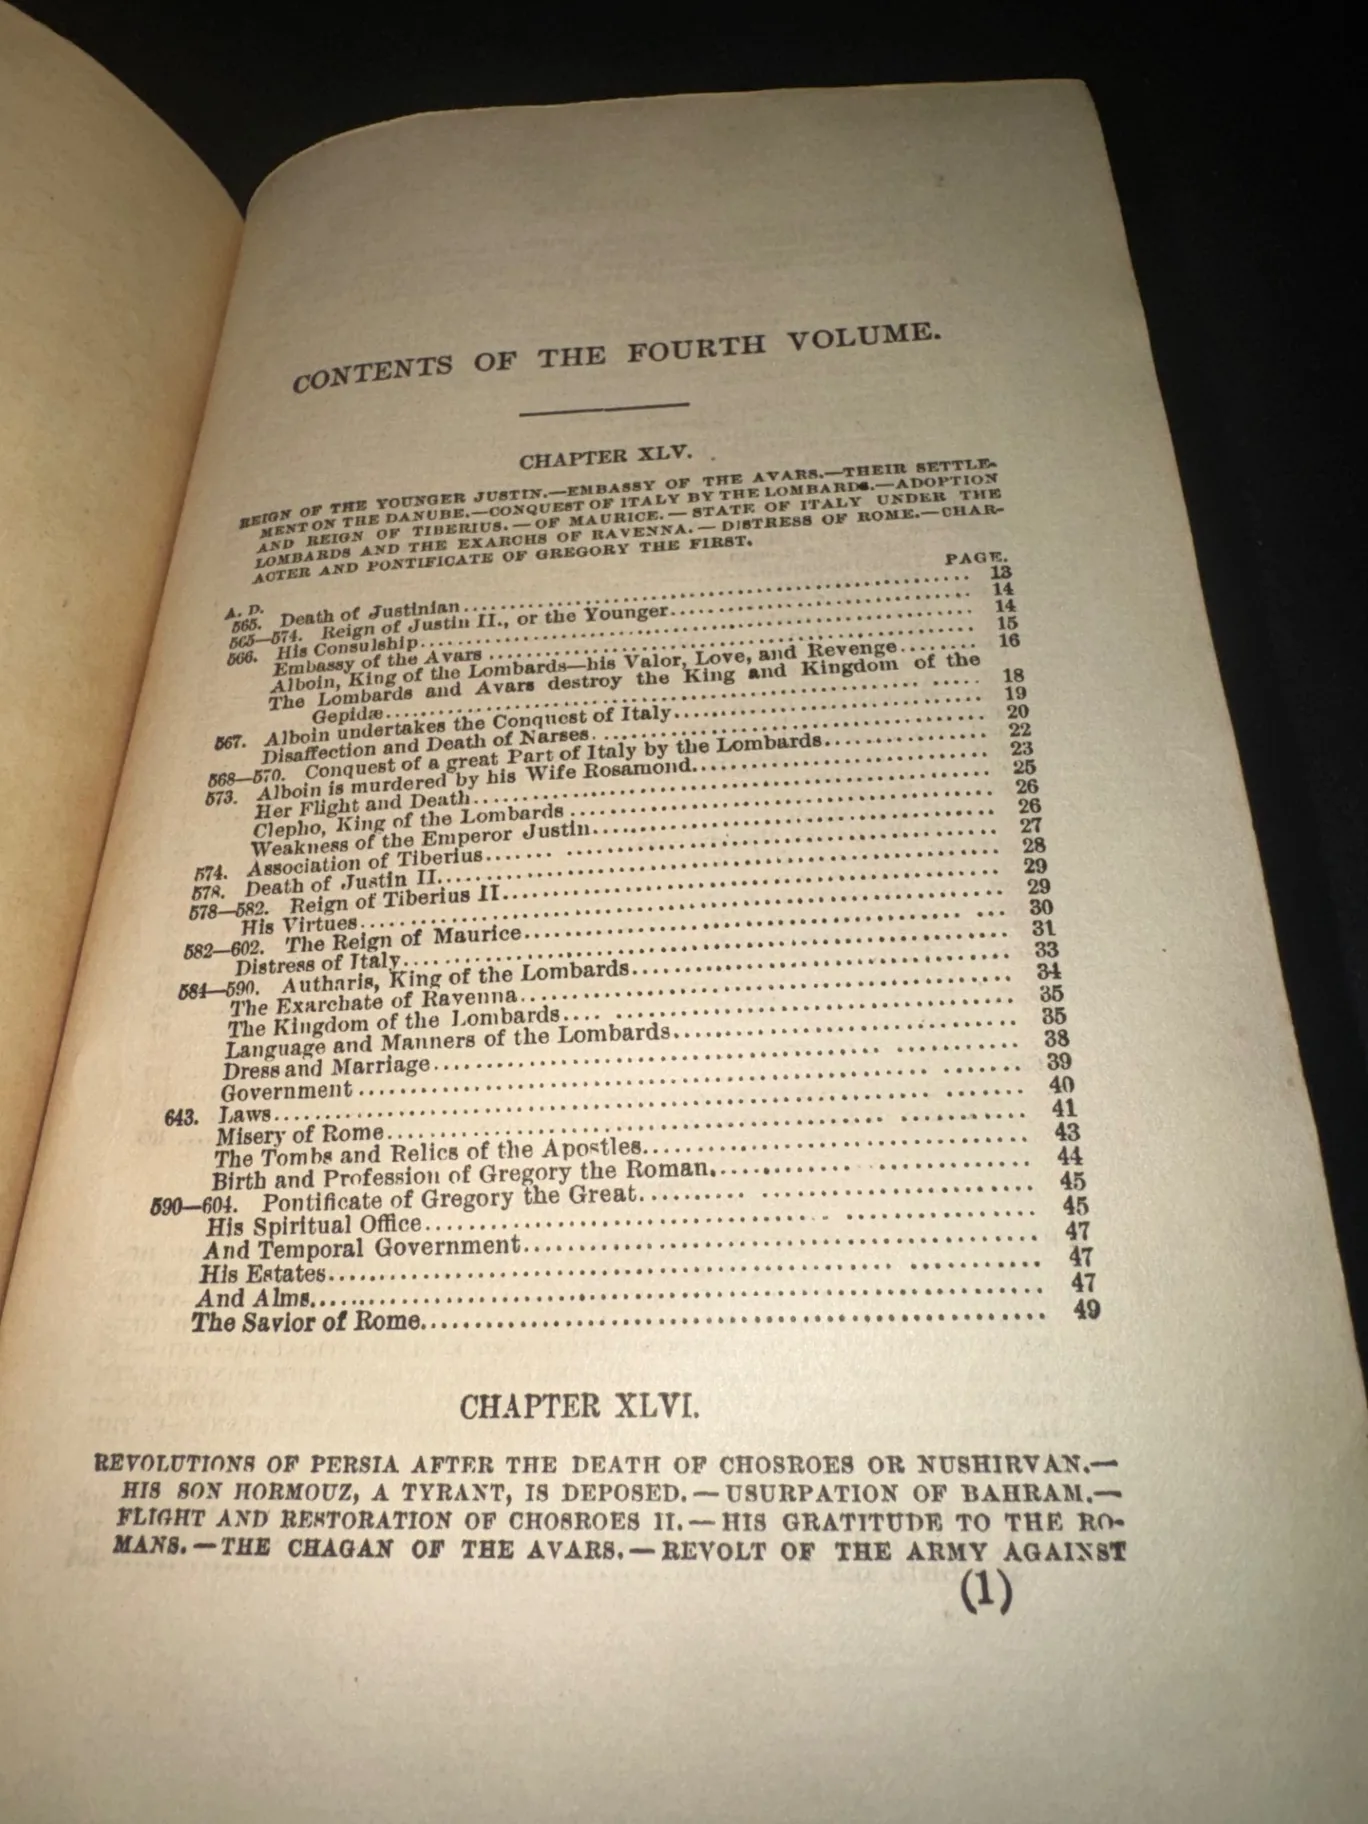 CONTENTS OF THE FOURTH VOLUME.
CHAPTER XLV.
REIGN OF THE YOUNGER JUSTIN.—EMBASSY OF THE AVARS.—THEIR SETTLE-
MENT ON THE DANUBE.—CONQUEST OF ITALY BY THE LOMBARDS.—ADOPTION
AND REIGN OF TIBERIUS.—OF MAURICE.—STATE OF ITALY UNDER THE
LOMBARDS AND THE EXARCHS OF RAVENNA.—DISTRESS OF ROME.—CHAR-
ACTER AND PONTIFICATE OF GREGORY THE FIRST.
A. D. PAGE.
565. Death of Justinian........ 13
565—574. Reign of Justin II., or the Younger........ 14
566. His Consulship........ 14
Embassy of the Avars........ 15
Alboin, King of the Lombards—his Valor, Love, and Revenge........ 16
The Lombards and Avars destroy the King and Kingdom of the
Gepidæ........ 18
567. Alboin undertakes the Conquest of Italy........ 19
Disaffection and Death of Narses........ 20
568—570. Conquest of a great Part of Italy by the Lombards........ 22
573. Alboin is murdered by his Wife Rosamond........ 23
Her Flight and Death........ 25
Clepho, King of the Lombards........ 26
Weakness of the Emperor Justin........ 26
574. Association of Tiberius........ 27
578. Death of Justin II........ 28
578—582. Reign of Tiberius II........ 29
His Virtues........ 29
582—602. The Reign of Maurice........ 30
Distress of Italy........ 31
584—590. Autharis, King of the Lombards........ 33
The Exarchate of Ravenna........ 34
The Kingdom of the Lombards........ 35
Language and Manners of the Lombards........ 35
Dress and Marriage........ 38
Government........ 39
643. Laws........ 40
Misery of Rome........ 41
The Tombs and Relics of the Apostles........ 43
Birth and Profession of Gregory the Roman........ 44
590—604. Pontificate of Gregory the Great........ 45
His Spiritual Office........ 45
And Temporal Government........ 47
His Estates........ 47
And Alms........ 47
The Savior of Rome........ 49
CHAPTER XLVI.
REVOLUTIONS OF PERSIA AFTER THE DEATH OF CHOSROES OR NUSHIRVAN.—
HIS SON HORMOUZ, A TYRANT, IS DEPOSED.—USURPATION OF BAHRAM.—
FLIGHT AND RESTORATION OF CHOSROES II.—HIS GRATITUDE TO THE RO-
MANS.—THE CHAGAN OF THE AVARS.—REVOLT OF THE ARMY AGAINST
(1)